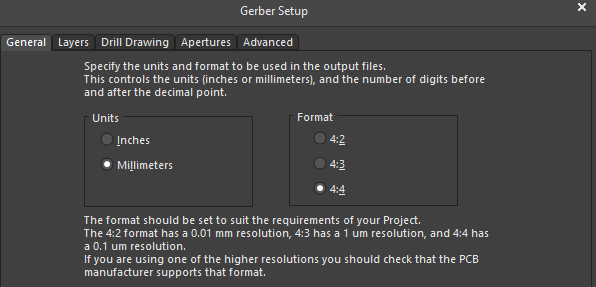 Gerber Setup
General Layers Drill Drawing Apertures Advanced
Specify the units and format to be used in the output files.
This controls the units (inches or millimeters), and the number of digits before
and after the decimal point.
Units
Inches
Millimeters
Format
4:2
4:3
4:4
The format should be set to suit the requirements of your Project.
The 4:2 format has a 0.01 mm resolution, 4:3 has a 1 um resolution, and 4:4 has
a 0.1 um resolution.
If you are using one of the higher resolutions you should check that the PCB
manufacturer supports that format.